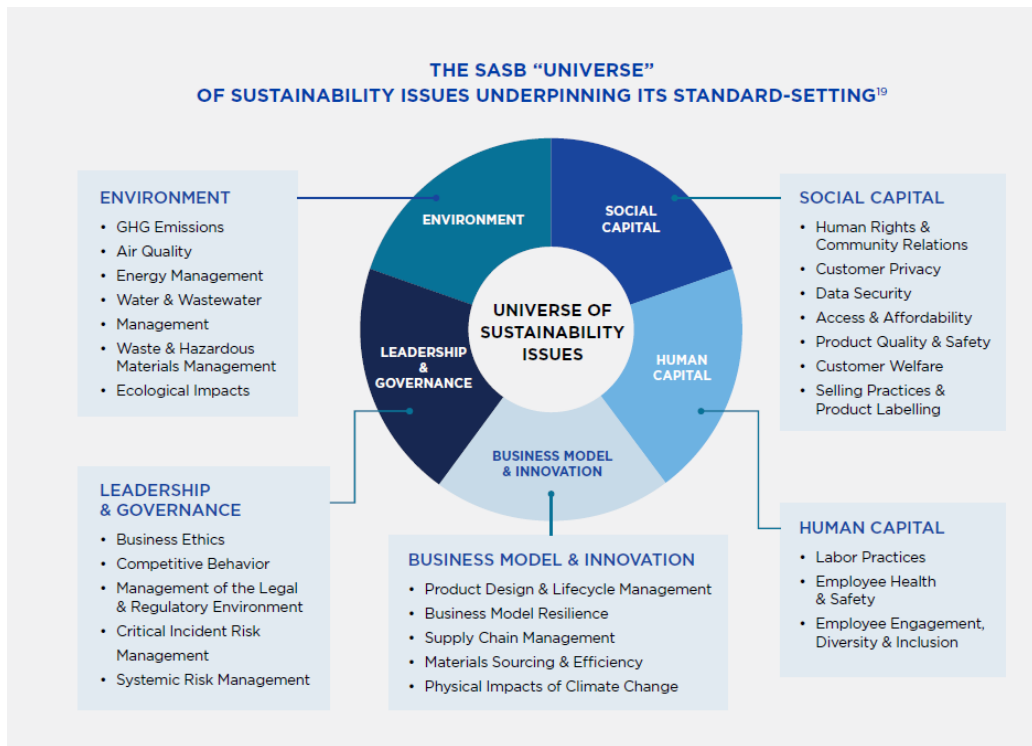 THE SASB “UNIVERSE”
OF SUSTAINABILITY ISSUES UNDERPINNING ITS STANDARD-SETTING19
ENVIRONMENT
• GHG Emissions
• Air Quality
• Energy Management
• Water & Wastewater
• Management
• Waste & Hazardous
Materials Management
• Ecological Impacts
LEADERSHIP
& GOVERNANCE
• Business Ethics
• Competitive Behavior
• Management of the Legal
& Regulatory Environment
• Critical Incident Risk
Management
• Systemic Risk Management
ENVIRONMENT
SOCIAL
CAPITAL
HUMAN
CAPITAL
BUSINESS MODEL
& INNOVATION
LEADERSHIP
&
GOVERNANCE
UNIVERSE OF
SUSTAINABILITY
ISSUES
BUSINESS MODEL & INNOVATION
• Product Design & Lifecycle Management
• Business Model Resilience
• Supply Chain Management
• Materials Sourcing & Efficiency
• Physical Impacts of Climate Change
SOCIAL CAPITAL
• Human Rights &
Community Relations
• Customer Privacy
• Data Security
• Access & Affordability
• Product Quality & Safety
• Customer Welfare
• Selling Practices &
Product Labelling
HUMAN CAPITAL
• Labor Practices
• Employee Health
& Safety
• Employee Engagement,
Diversity & Inclusion